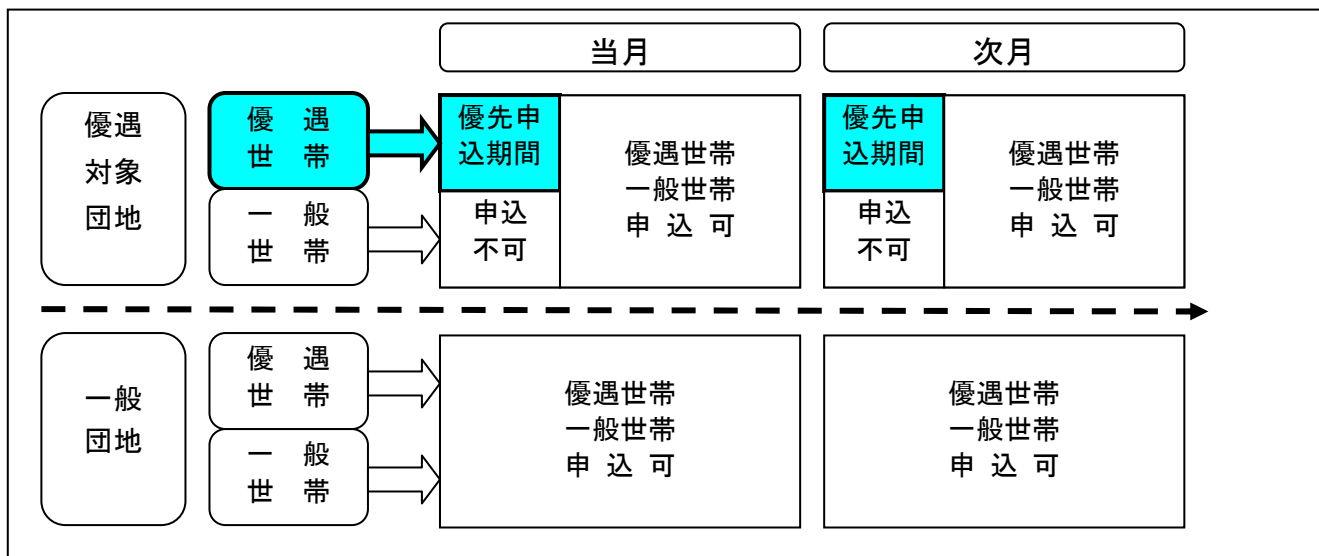 当月
次月
優遇
対象
団地
優 遇
世 帯
一 般
世 帯
優先申
込期間
申込
不可
優遇世帯
一般世帯
申 込 可
優先申
込期間
申込
不可
優遇世帯
一般世帯
申 込 可
一般
団地
優 遇
世 帯
一 般
世 帯
優遇世帯
一般世帯
申 込 可
優遇世帯
一般世帯
申 込 可